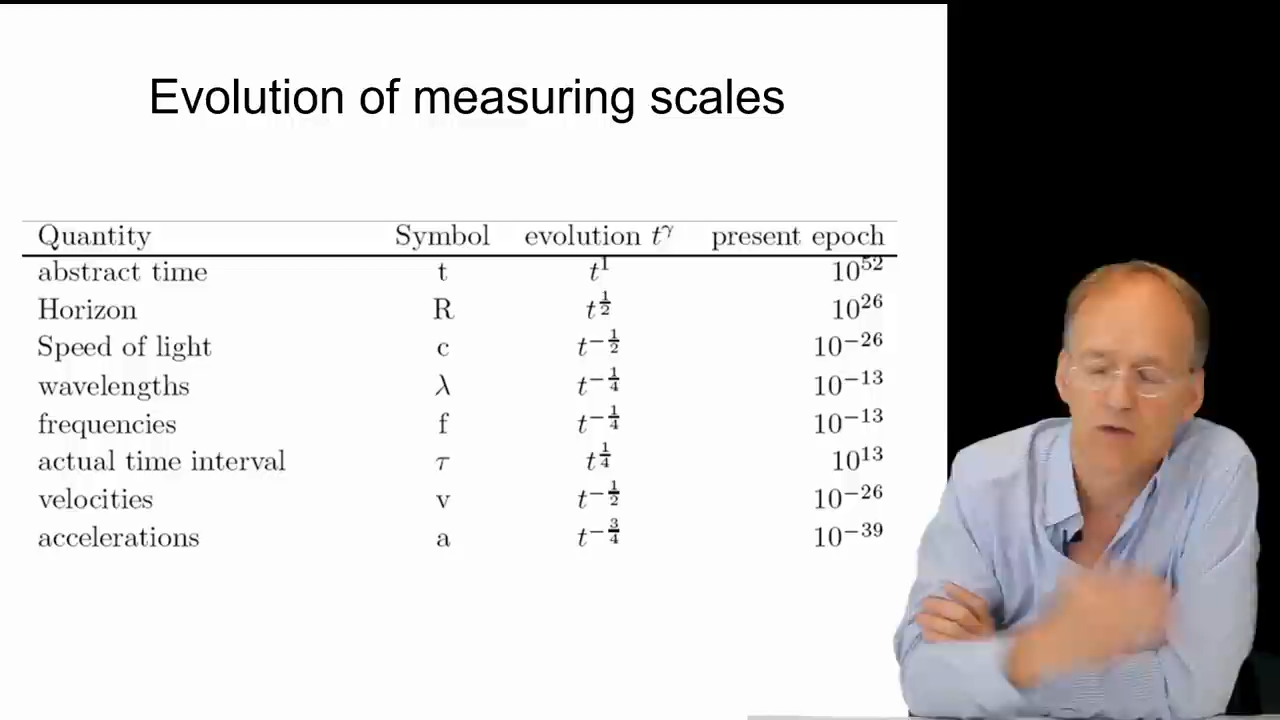 Evolution of measuring scales
Quantity Symbol evolution t^γ present epoch
abstract time t t^1 10^52
Horizon R t^(1/2) 10^26
Speed of light c t^(−1/2) 10^−26
wavelengths λ t^(−1/4) 10^−13
frequencies f t^(−1/4) 10^−13
actual time interval τ t^(1/4) 10^13
velocities v t^(−1/2) 10^−26
accelerations a t^(−3/4) 10^−39